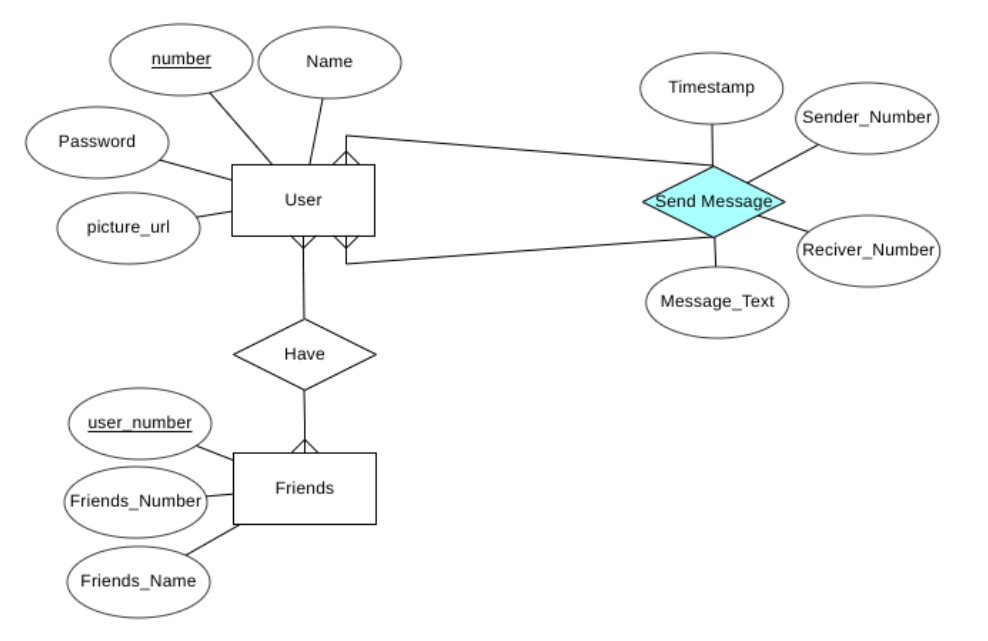 number
Name
Timestamp
Sender_Number
Password
User
Send Message
picture_url
Reciver_Number
Message_Text
Have
user_number
Friends
Friends_Number
Friends_Name